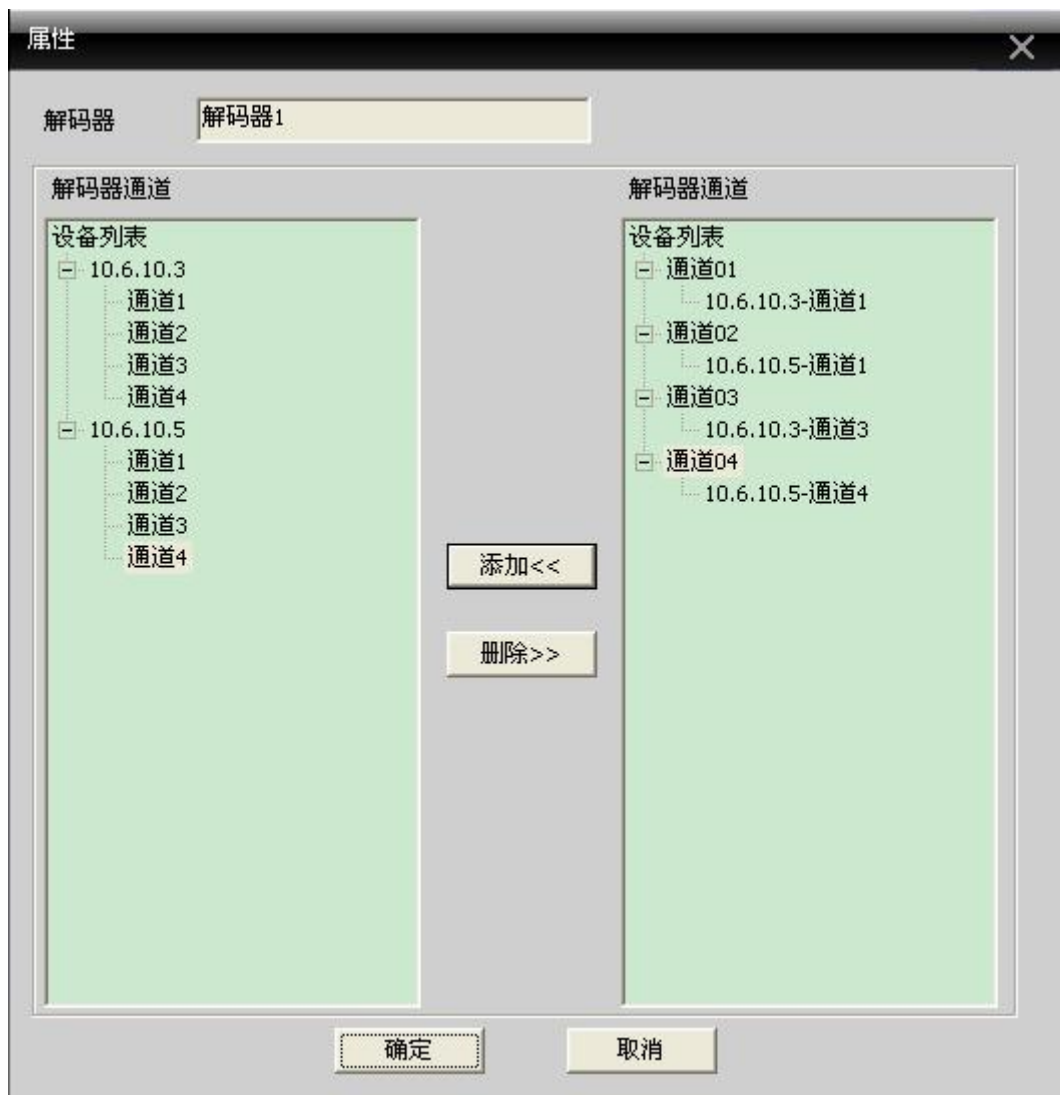 属性
解码器 解码器1
解码器通道
设备列表
10.6.10.3
通道1
通道2
通道3
通道4
10.6.10.5
通道1
通道2
通道3
通道4
添加<<
删除>>
解码器通道
设备列表
通道01
10.6.10.3-通道1
通道02
10.6.10.5-通道1
通道03
10.6.10.3-通道3
通道04
10.6.10.5-通道4
确定 取消